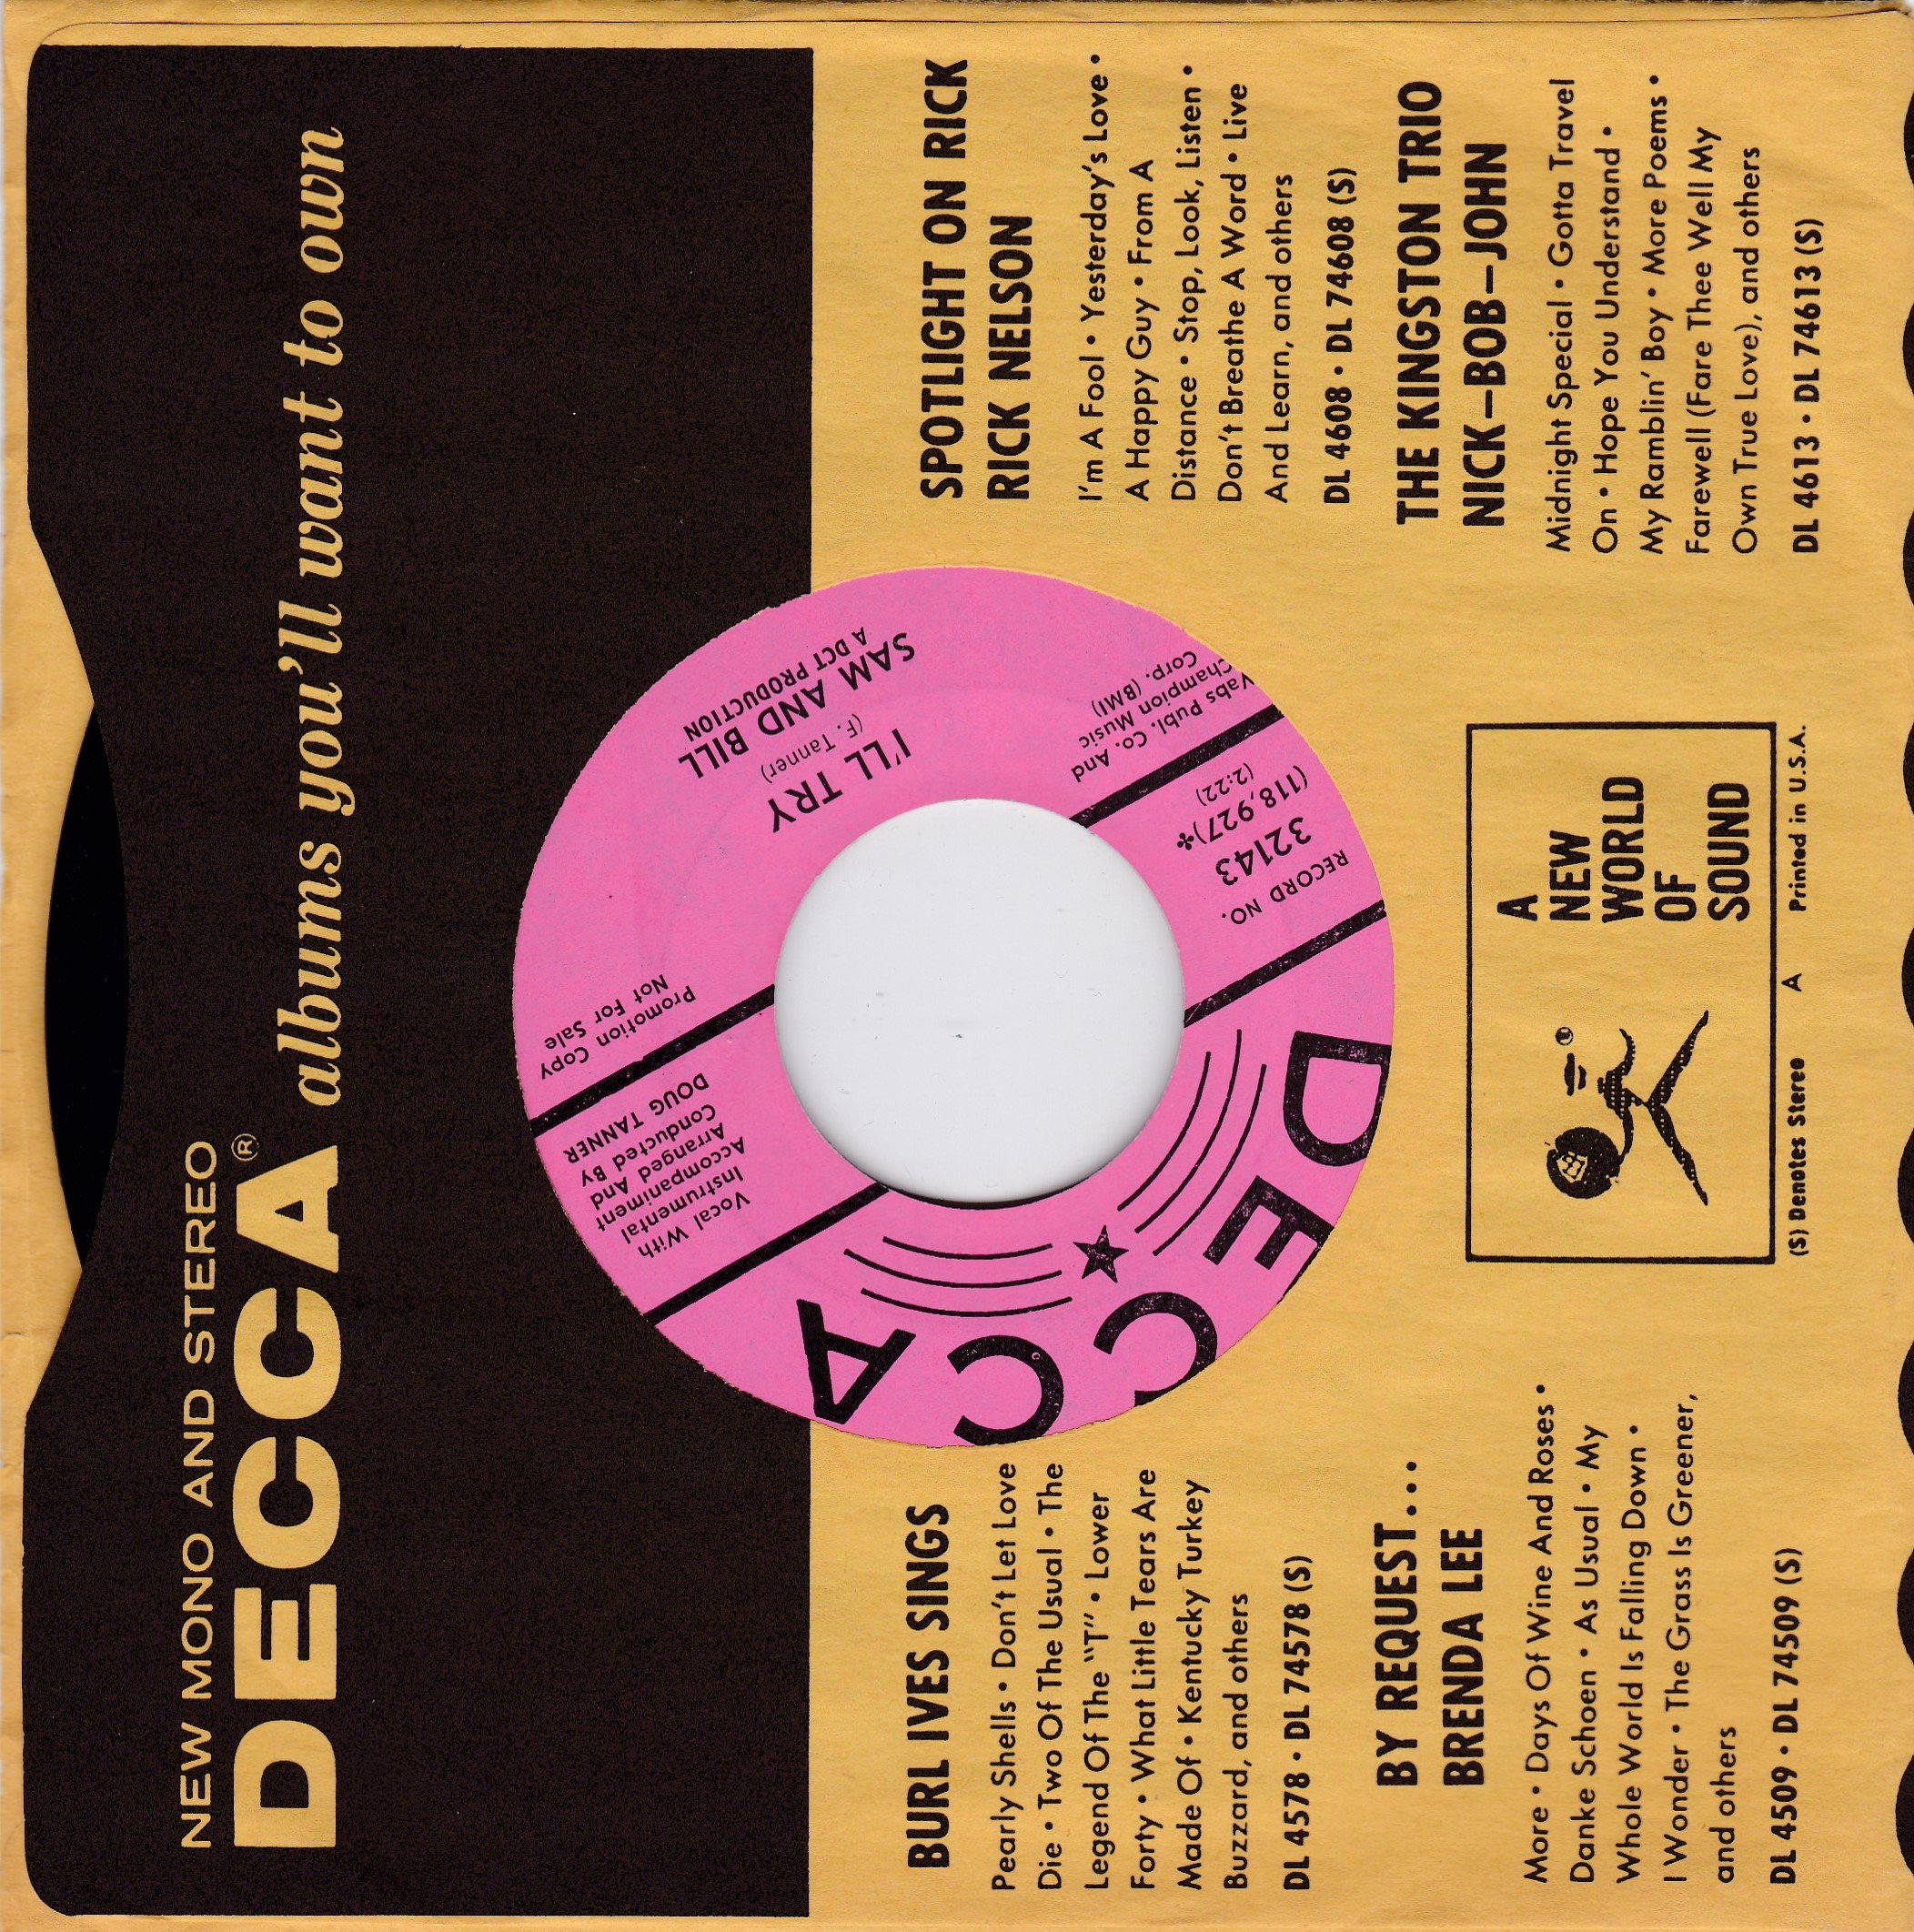 NEW MONO AND STEREO
DECCA® albums you'll want to own
BURL IVES SINGS
Pearly Shells • Don't Let Love
Die • Two Of The Usual • The
Legend Of The "T" • Lower
Forty • What Little Tears Are
Made Of • Kentucky Turkey
Buzzard, and others
DL 4578 • DL 74578 (S)
BY REQUEST...
BRENDA LEE
More • Days Of Wine And Roses •
Danke Schoen • As Usual • My
Whole World Is Falling Down •
I Wonder • The Grass Is Greener,
and others
DL 4509 • DL 74509 (S)
SPOTLIGHT ON RICK
RICK NELSON
I'm A Fool • Yesterday's Love •
A Happy Guy • From A
Distance • Stop, Look, Listen •
Don't Breathe A Word • Live
And Learn, and others
DL 4608 • DL 74608 (S)
THE KINGSTON TRIO
NICK–BOB–JOHN
Midnight Special • Gotta Travel
On • Hope You Understand •
My Ramblin' Boy • More Poems •
Farewell (Fare Thee Well My
Own True Love), and others
DL 4613 • DL 74613 (S)
A
NEW
WORLD
OF
SOUND
®
(S) Denotes Stereo A Printed in U.S.A.
DECCA
RECORD NO.
32143
(118,927)✤
(2:22)
Vocal With
Instrumental
Accompaniment
Arranged And
Conducted BY
DOUG TANNER
Vabs Publ. Co. And
Champion Music
Corp. (BMI)
Promotion Copy
Not For Sale
I'LL TRY
(F. Tanner)
SAM AND BILL
A DCT PRODUCTION